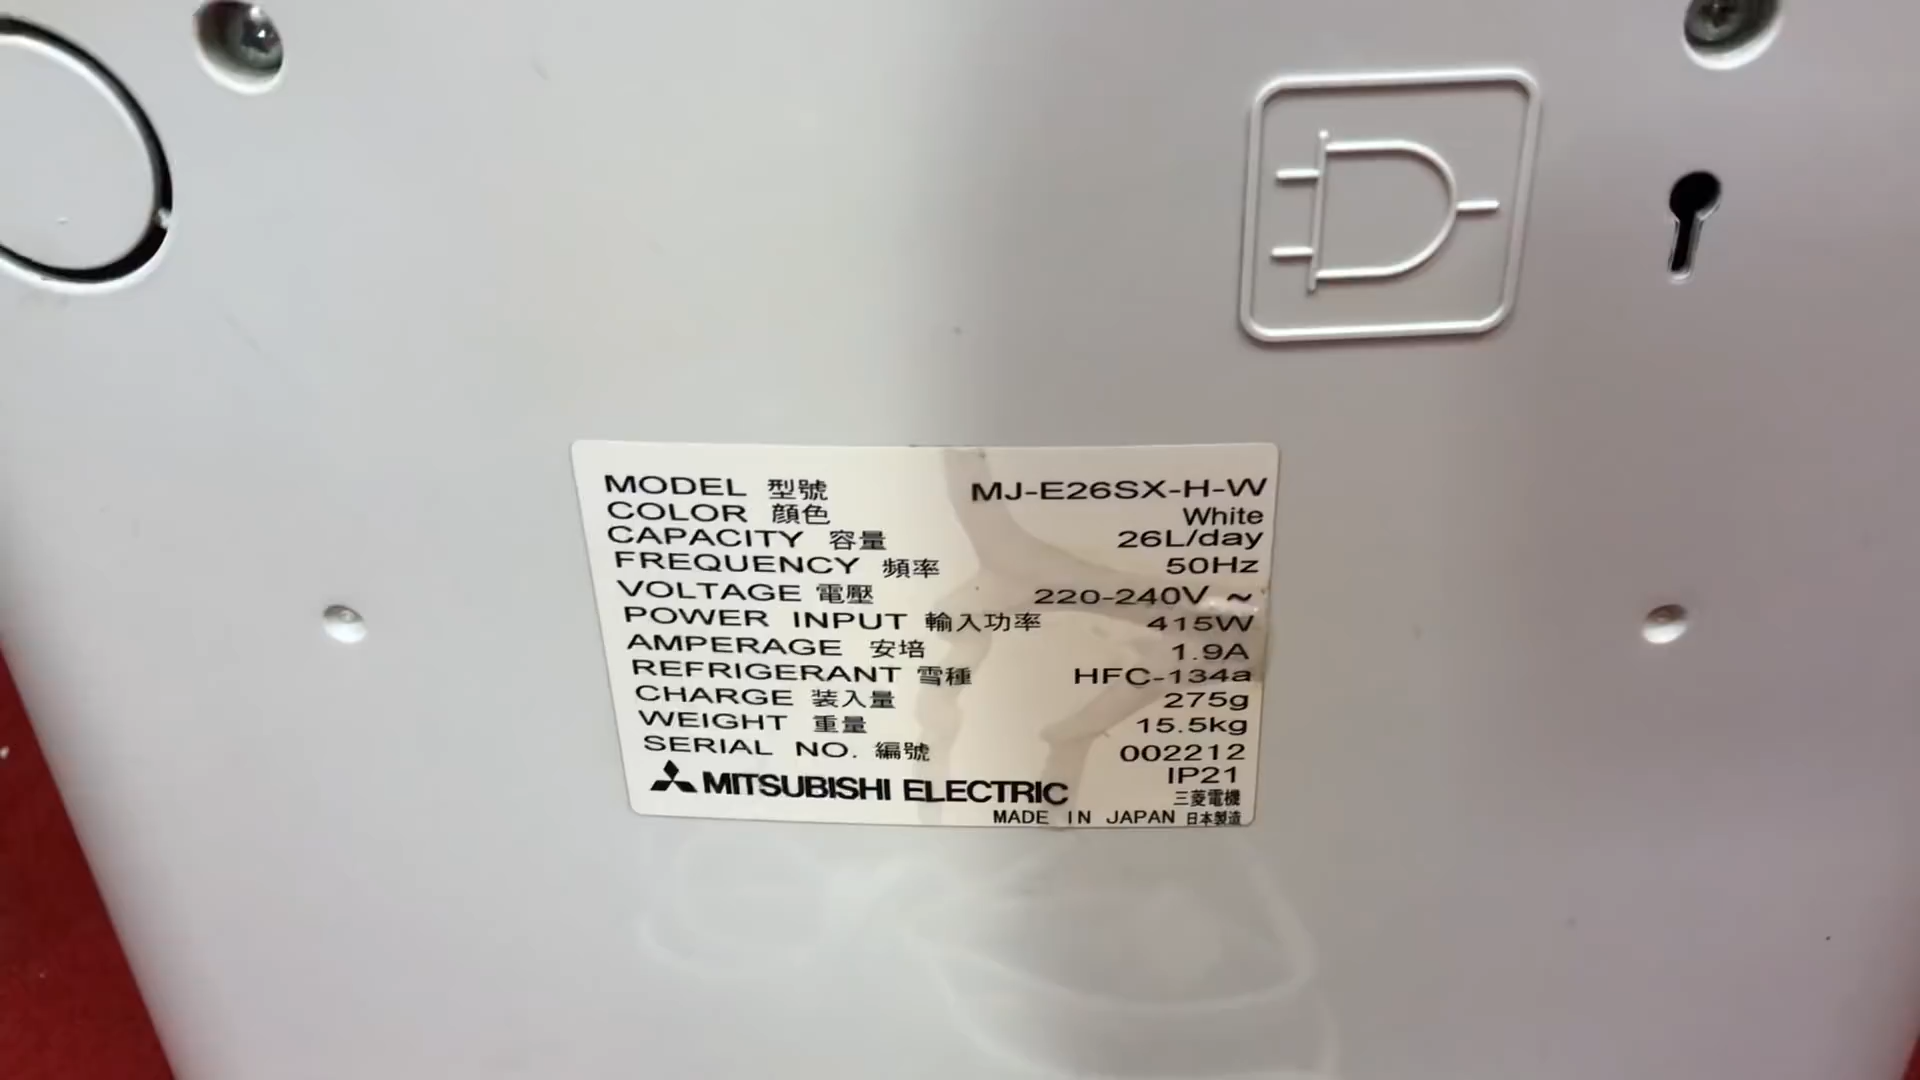 MODEL 型號 MJ-E26SX-H-W
COLOR 顔色 White
CAPACITY 容量 26L/day
FREQUENCY 頻率 50Hz
VOLTAGE 電壓 220-240V ~
POWER INPUT 輸入功率 415W
AMPERAGE 安培 1.9A
REFRIGERANT 雪種 HFC-134a
CHARGE 装入量 275g
WEIGHT 重量 15.5kg
SERIAL NO. 編號 002212
IP21
MITSUBISHI ELECTRIC 三菱電機
MADE IN JAPAN 日本製造